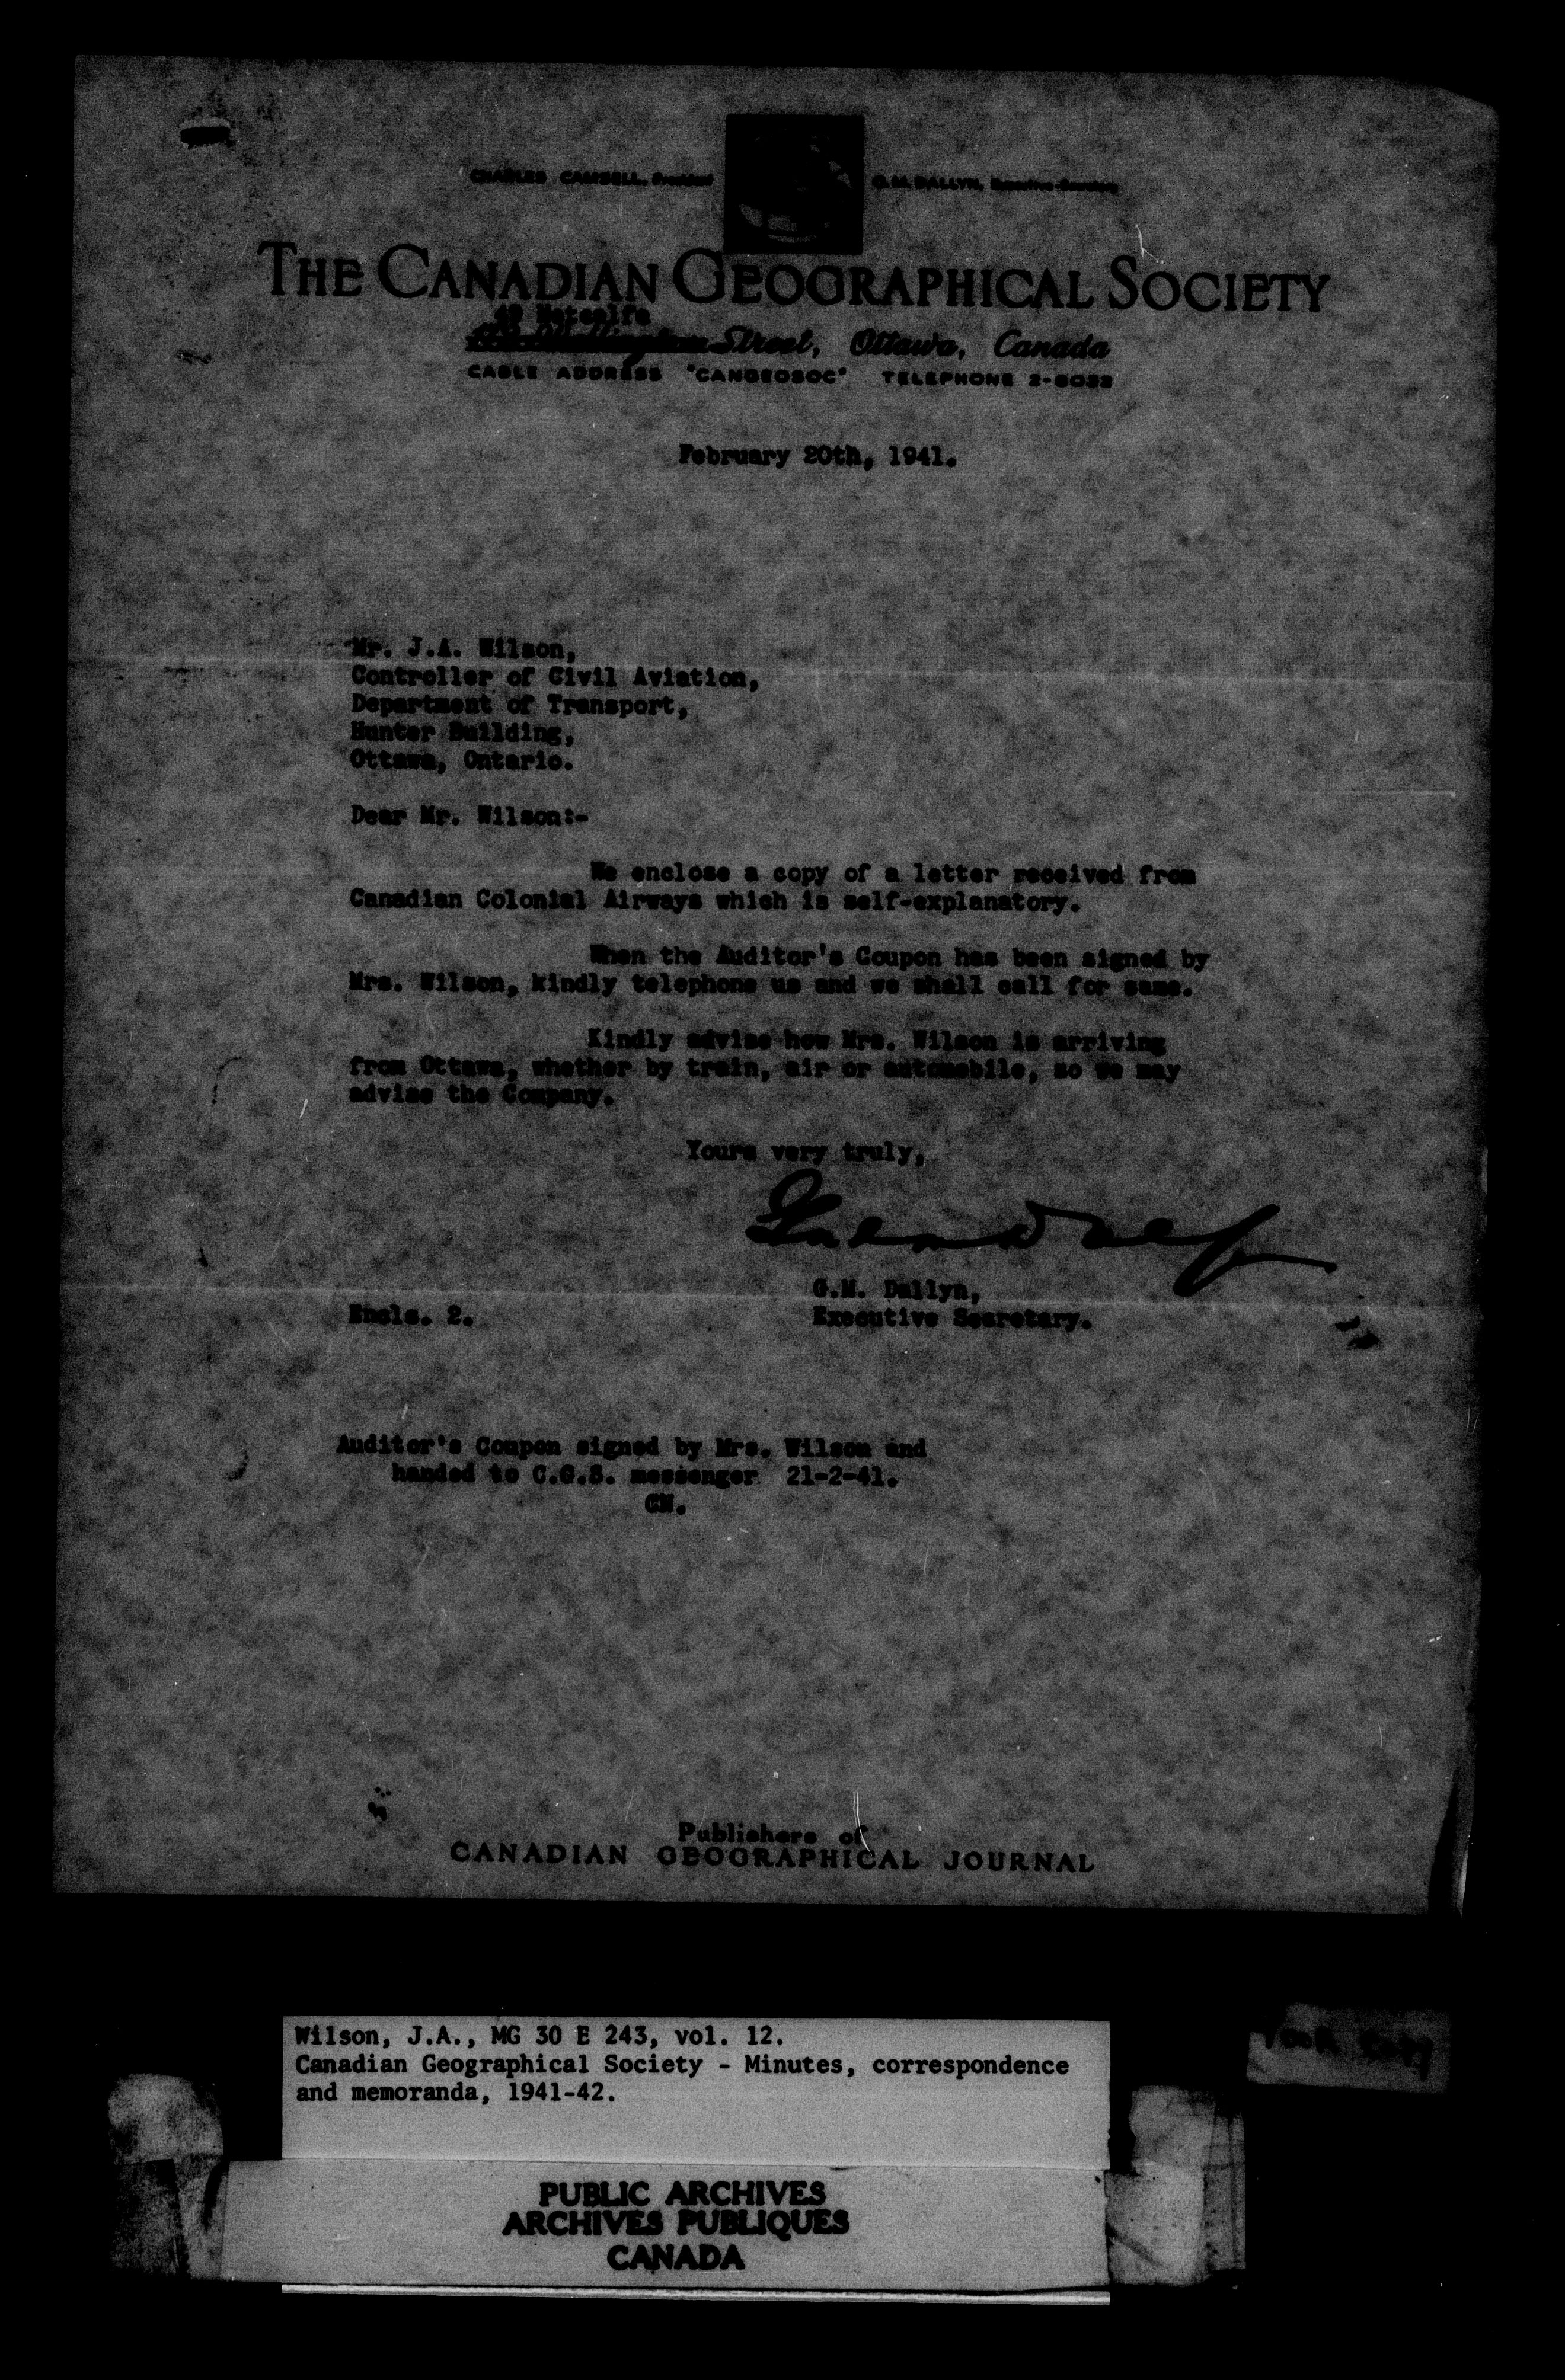 CHARLES CAMSELL, President
G.M. DALLYN, Executive-Secretary
THE CANADIAN GEOGRAPHICAL SOCIETY
49 Metcalfe
Street, Ottawa, Canada
CABLE ADDRESS "CANGEOSOC" TELEPHONE 2-6032
February 20th, 1941.
Mr. J.A. Wilson,
Controller of Civil Aviation,
Department of Transport,
Hunter Building,
Ottawa, Ontario.
Dear Mr. Wilson:-
We enclose a copy of a letter received from
Canadian Colonial Airways which is self-explanatory.
When the Auditor's Coupon has been signed by
Mrs. Wilson, kindly telephone us and we shall call for same.
Kindly advise how Mrs. Wilson is arriving
from Ottawa, whether by train, air or automobile, so we may
advise the Company.
Yours very truly,
G.M. Dallyn,
Executive Secretary.
Encls. 2.
Auditor's Coupon signed by Mrs. Wilson and
handed to C.G.S. messenger 21-2-41.
Publishers of
CANADIAN GEOGRAPHICAL JOURNAL
Wilson, J.A., MG 30 E 243, vol. 12.
Canadian Geographical Society - Minutes, correspondence
and memoranda, 1941-42.
POOR COPY
PUBLIC ARCHIVES
ARCHIVES PUBLIQUES
CANADA